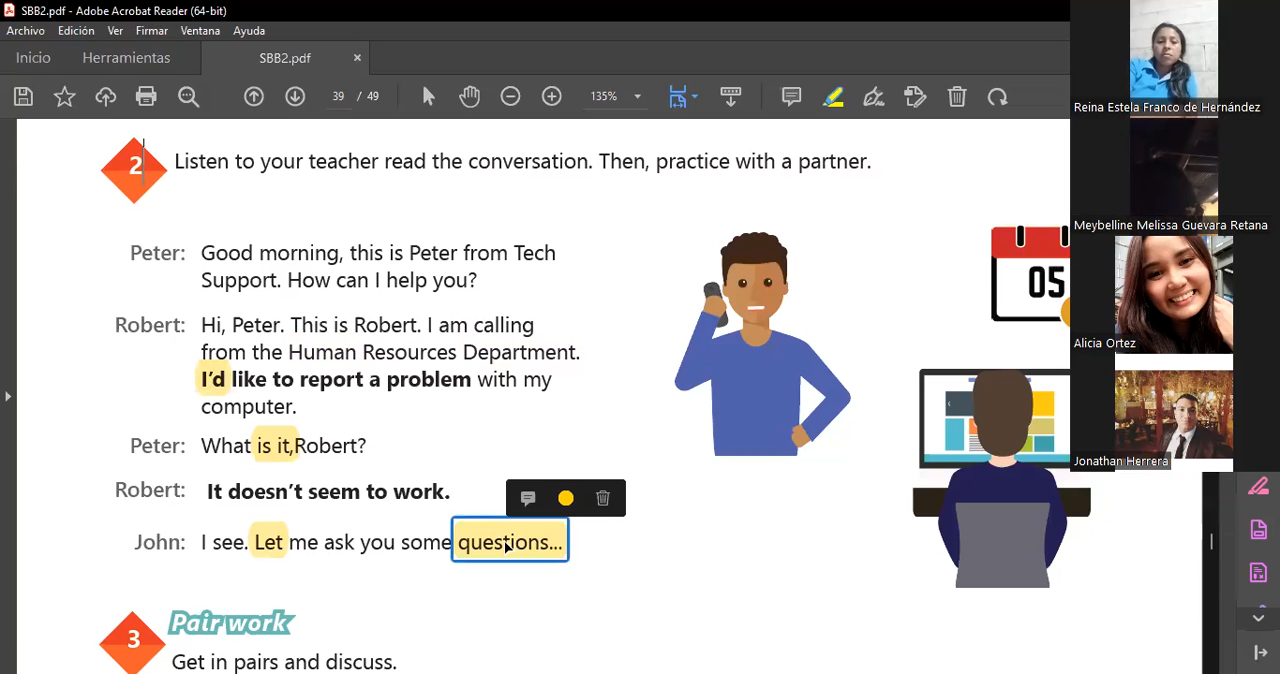 SBB2.pdf - Adobe Acrobat Reader (64-bit)
Archivo Edición Ver Firmar Ventana Ayuda
Inicio Herramientas SBB2.pdf ×
39 / 49 135%
2 Listen to your teacher read the conversation. Then, practice with a partner.
Peter: Good morning, this is Peter from Tech
Support. How can I help you?
Robert: Hi, Peter. This is Robert. I am calling
from the Human Resources Department.
I'd like to report a problem with my
computer.
Peter: What is it,Robert?
Robert: It doesn't seem to work.
John: I see. Let me ask you some questions...
05
3 Pair work
Get in pairs and discuss.
Reina Estela Franco de Hernández
Meybelline Melissa Guevara Retana
Alicia Ortez
Jonathan Herrera